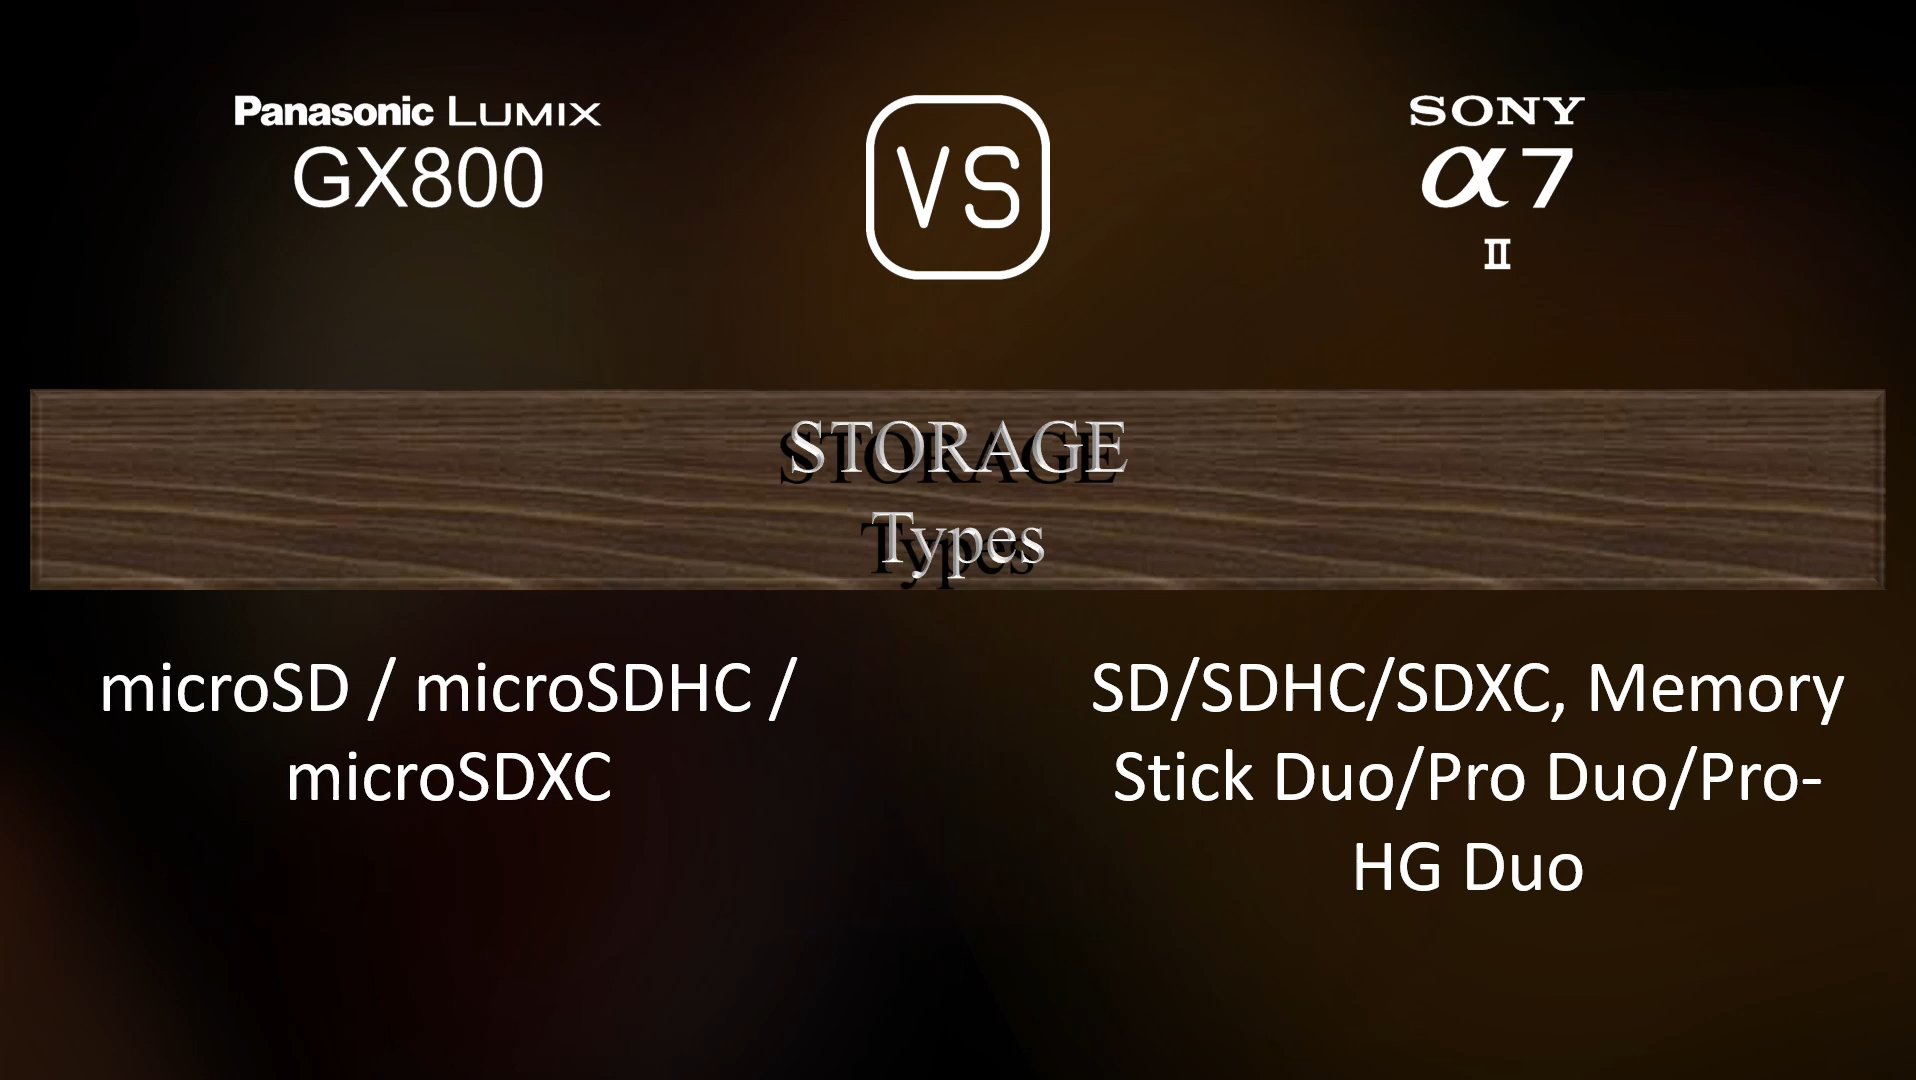 Panasonic LUMIX
GX800
VS
SONY
α7
II
STORAGE
Types
microSD / microSDHC /
microSDXC
SD/SDHC/SDXC, Memory
Stick Duo/Pro Duo/Pro-
HG Duo